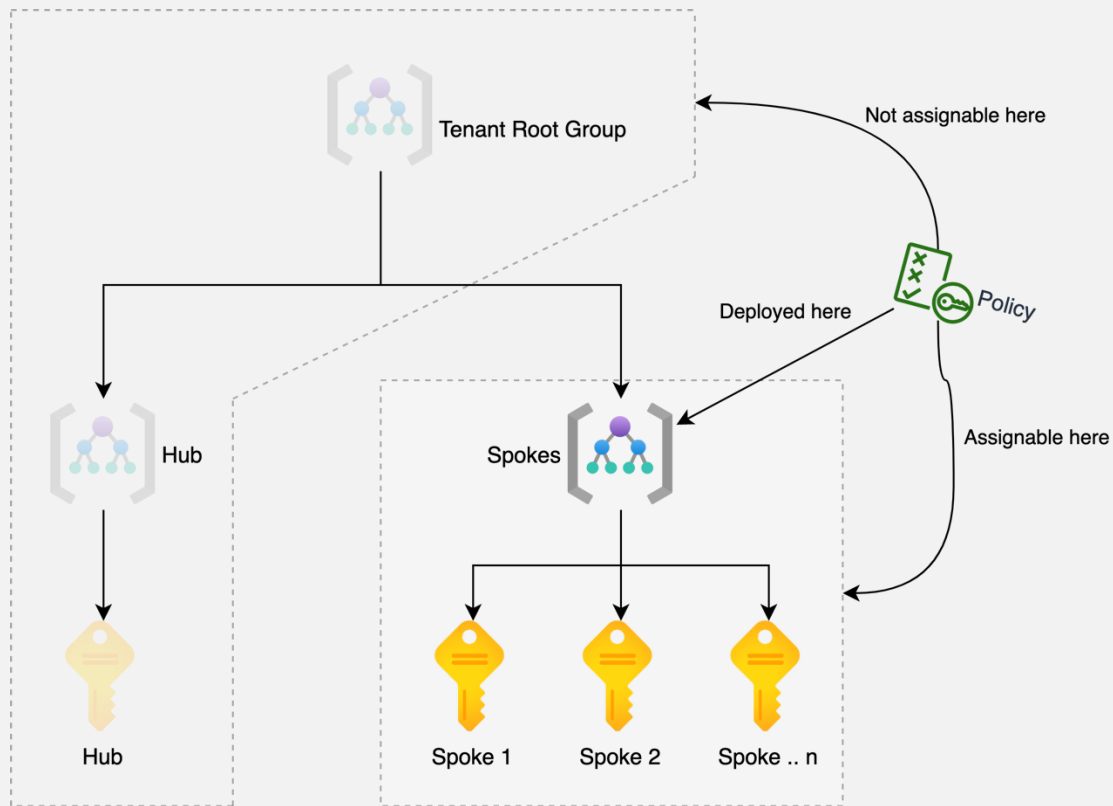 Tenant Root Group
Not assignable here
Policy
Deployed here
Assignable here
Hub
Spokes
Hub
Spoke 1
Spoke 2
Spoke .. n